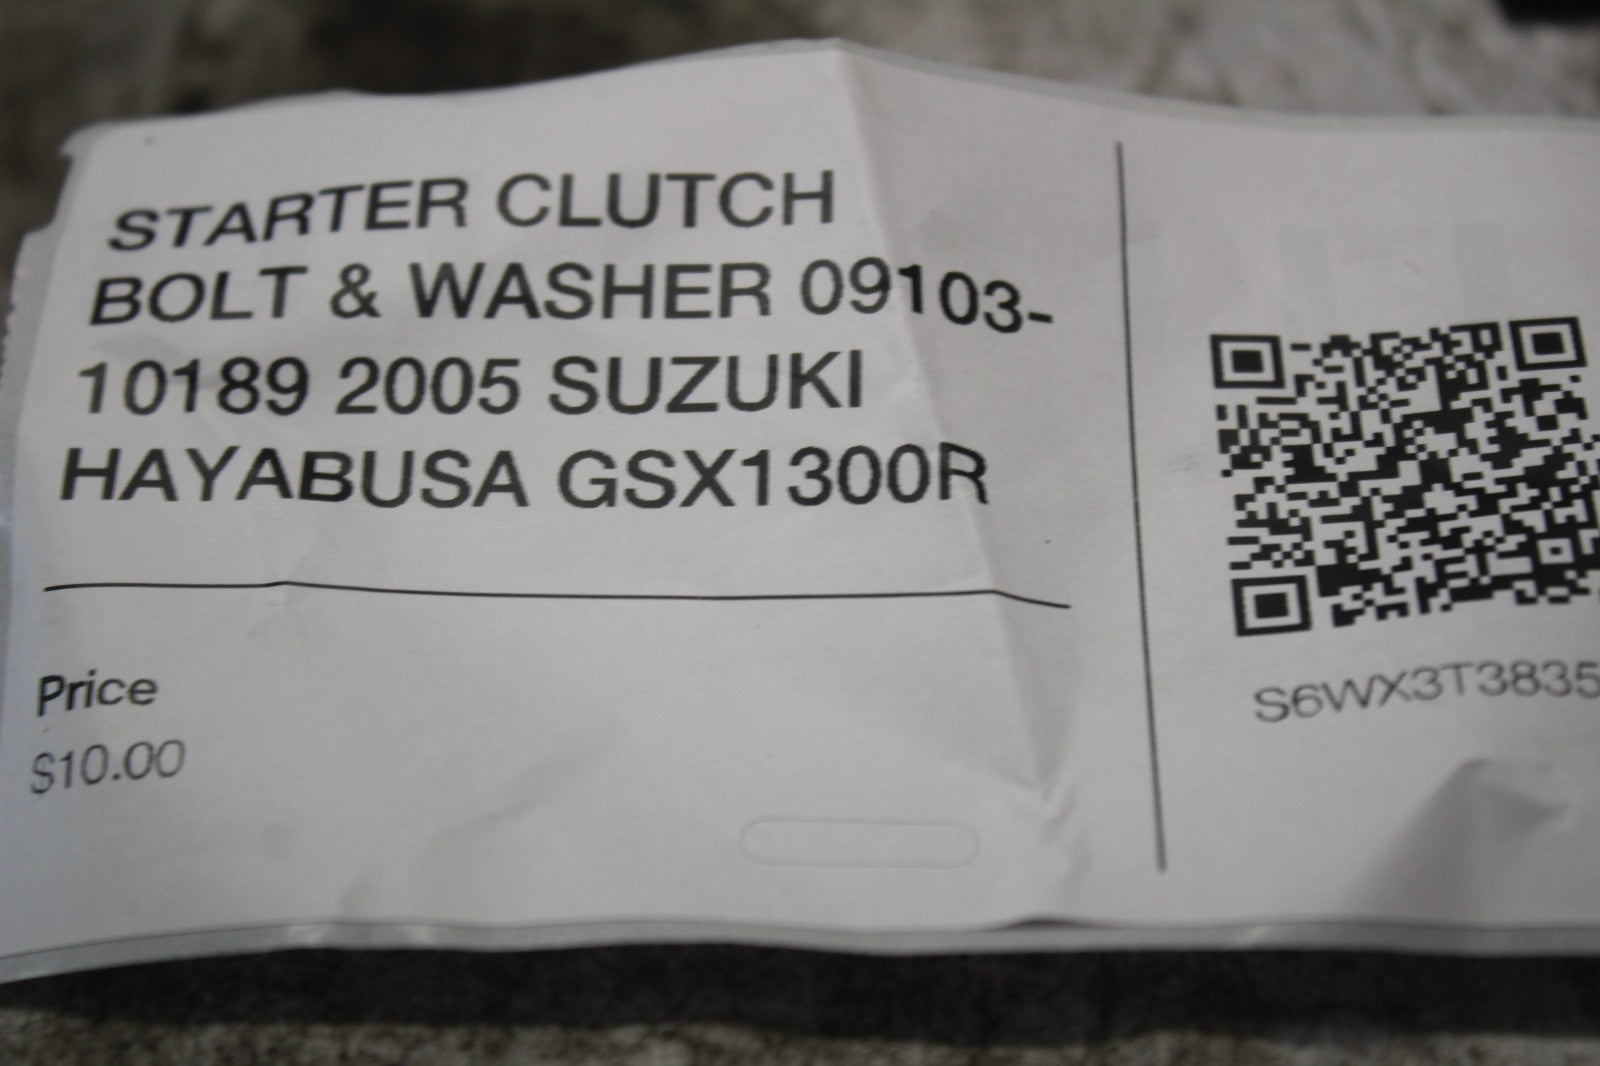 STARTER CLUTCH
BOLT & WASHER 09103-
10189 2005 SUZUKI
HAYABUSA GSX1300R
Price
$10.00
S6WX3T3835